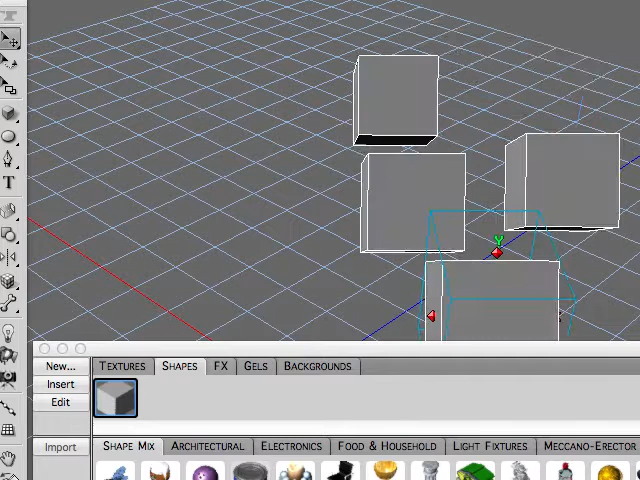 T
Y
New...
TEXTURES SHAPES FX GELS BACKGROUNDS
Insert
Edit
Import
SHAPE MIX ARCHITECTURAL ELECTRONICS FOOD & HOUSEHOLD LIGHT FIXTURES MECCANO-ERECTOR